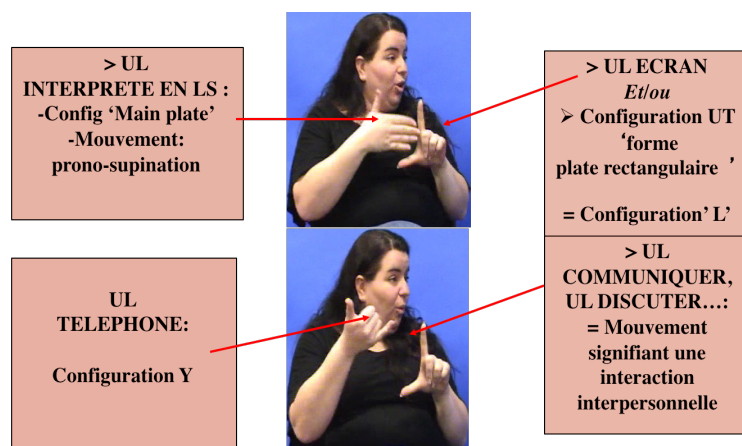 > UL
INTERPRETE EN LS :
-Config ‘Main plate’
-Mouvement:
prono-supination
> UL ECRAN
Et/ou
➢ Configuration UT
‘forme
plate rectangulaire ’
= Configuration’ L’
UL
TELEPHONE:
Configuration Y
> UL
COMMUNIQUER,
UL DISCUTER…:
= Mouvement
signifiant une
interaction
interpersonnelle